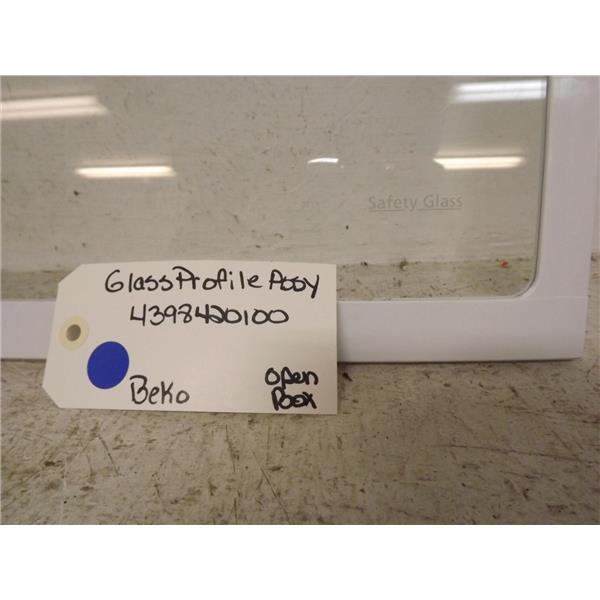 Safety Glass
Glass Profile Assy
4398420100
Beko
Open
Box